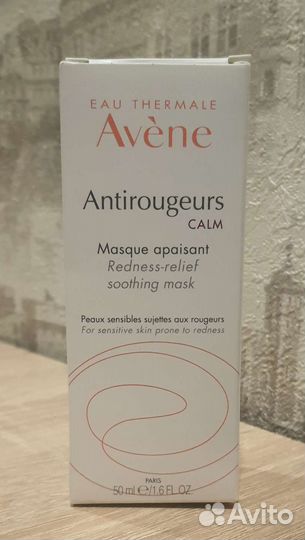 EAU THERMALE
Avène
Antirougeurs
CALM
Masque apaisant
Redness-relief
soothing mask
Peaux sensibles sujettes aux rougeurs
For sensitive skin prone to redness
PARIS
50 ml ℮/1.6 FL. OZ.
Avito